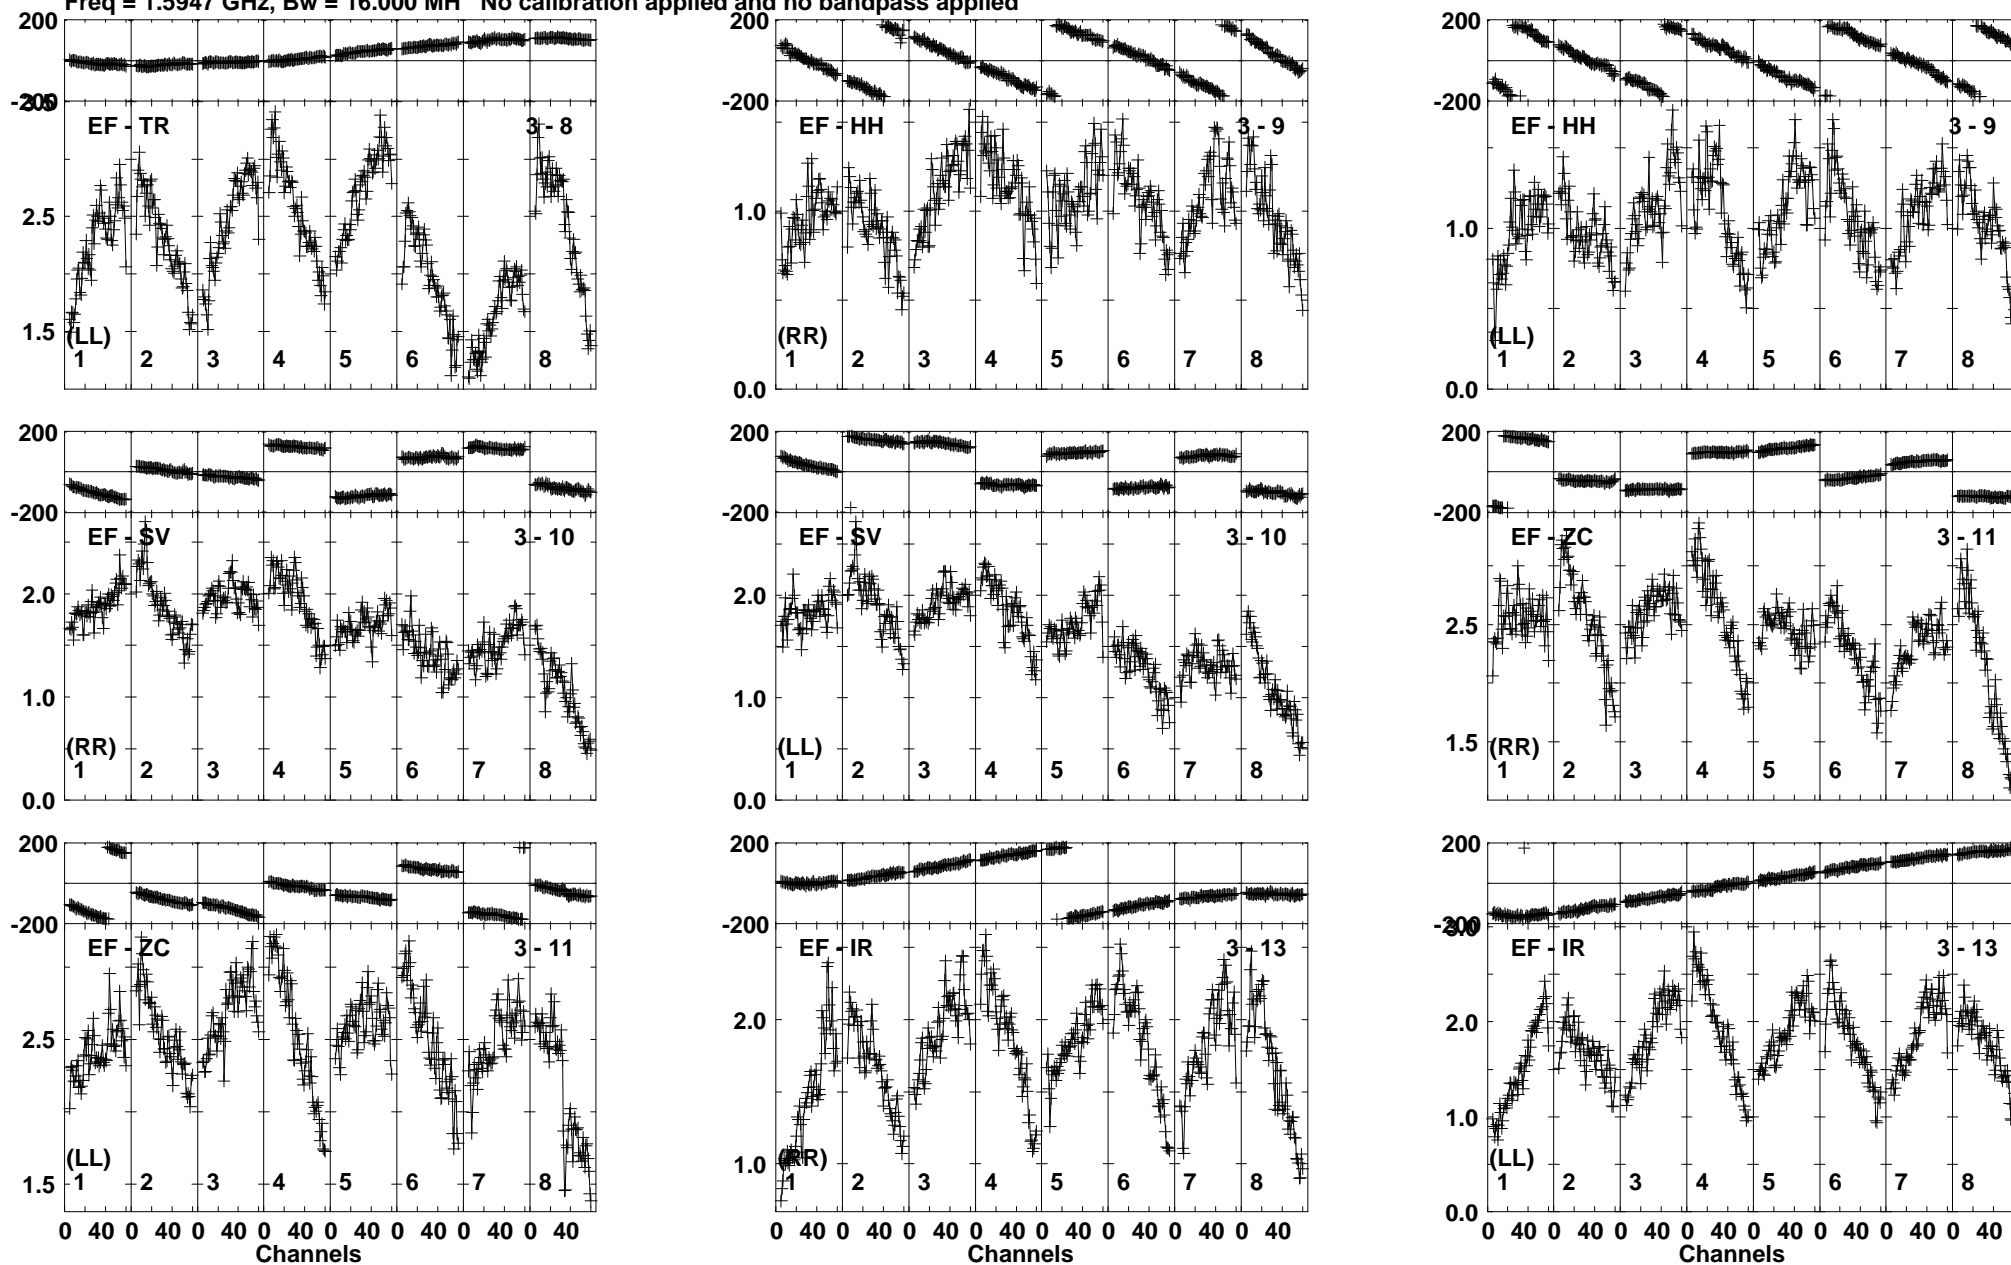 Freq = 1.5947 GHz, Bw = 16.000 MH No calibration applied and no bandpass applied
200 200 200
-200 -200 -200
3.5
EF - TR 3 - 8 EF - HH 3 - 9 EF - HH 3 - 9
2.5 1.0 1.0
1.5
(LL) (RR) (LL)
1 2 3 4 5 6 7 8 1 2 3 4 5 6 7 8 1 2 3 4 5 6 7 8
0.0 0.0
200 200 200
-200 -200 -200
EF - SV 3 - 10 EF - SV 3 - 10 EF - ZC 3 - 11
2.0 2.0 2.5
1.0 1.0 1.5
(RR) (LL) (RR)
1 2 3 4 5 6 7 8 1 2 3 4 5 6 7 8 1 2 3 4 5 6 7 8
0.0 0.0
200 200 200
-200 -200 -200
3.0
EF - ZC 3 - 11 EF - IR 3 - 13 EF - IR 3 - 13
2.5 2.0 2.0
1.5 1.0 1.0
(LL) (RR) (LL)
1 2 3 4 5 6 7 8 1 2 3 4 5 6 7 8 1 2 3 4 5 6 7 8
0.0
0 40 0 40 0 40 0 40 0 40 0 40 0 40 0 40 0 40 0 40 0 40 0 40 0 40 0 40 0 40 0 40 0 40 0 40 0 40 0 40 0 40 0 40 0 40 0
Channels Channels Channels